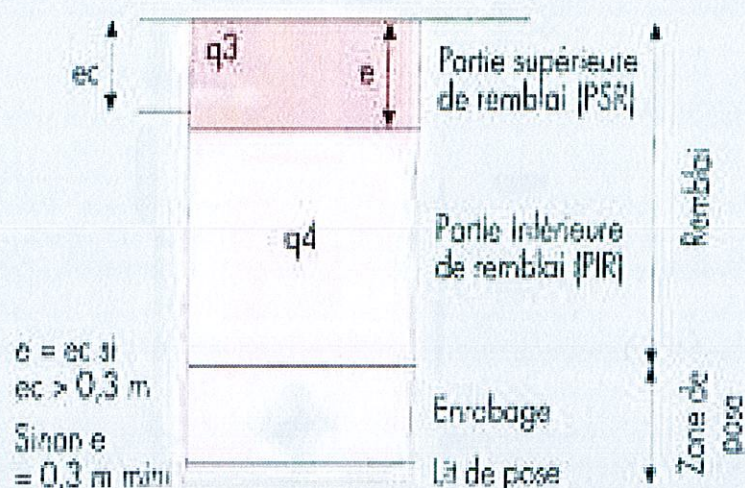 ec
q3
e
Partie supérieure
de remblai (PSR)
Remblai
q4
Partie Inférieure
de remblai (PIR)
e = ec si
ec > 0,3 m
Sinon e
= 0,3 m mini
Enrobage
Lit de pose
Zone de
pose